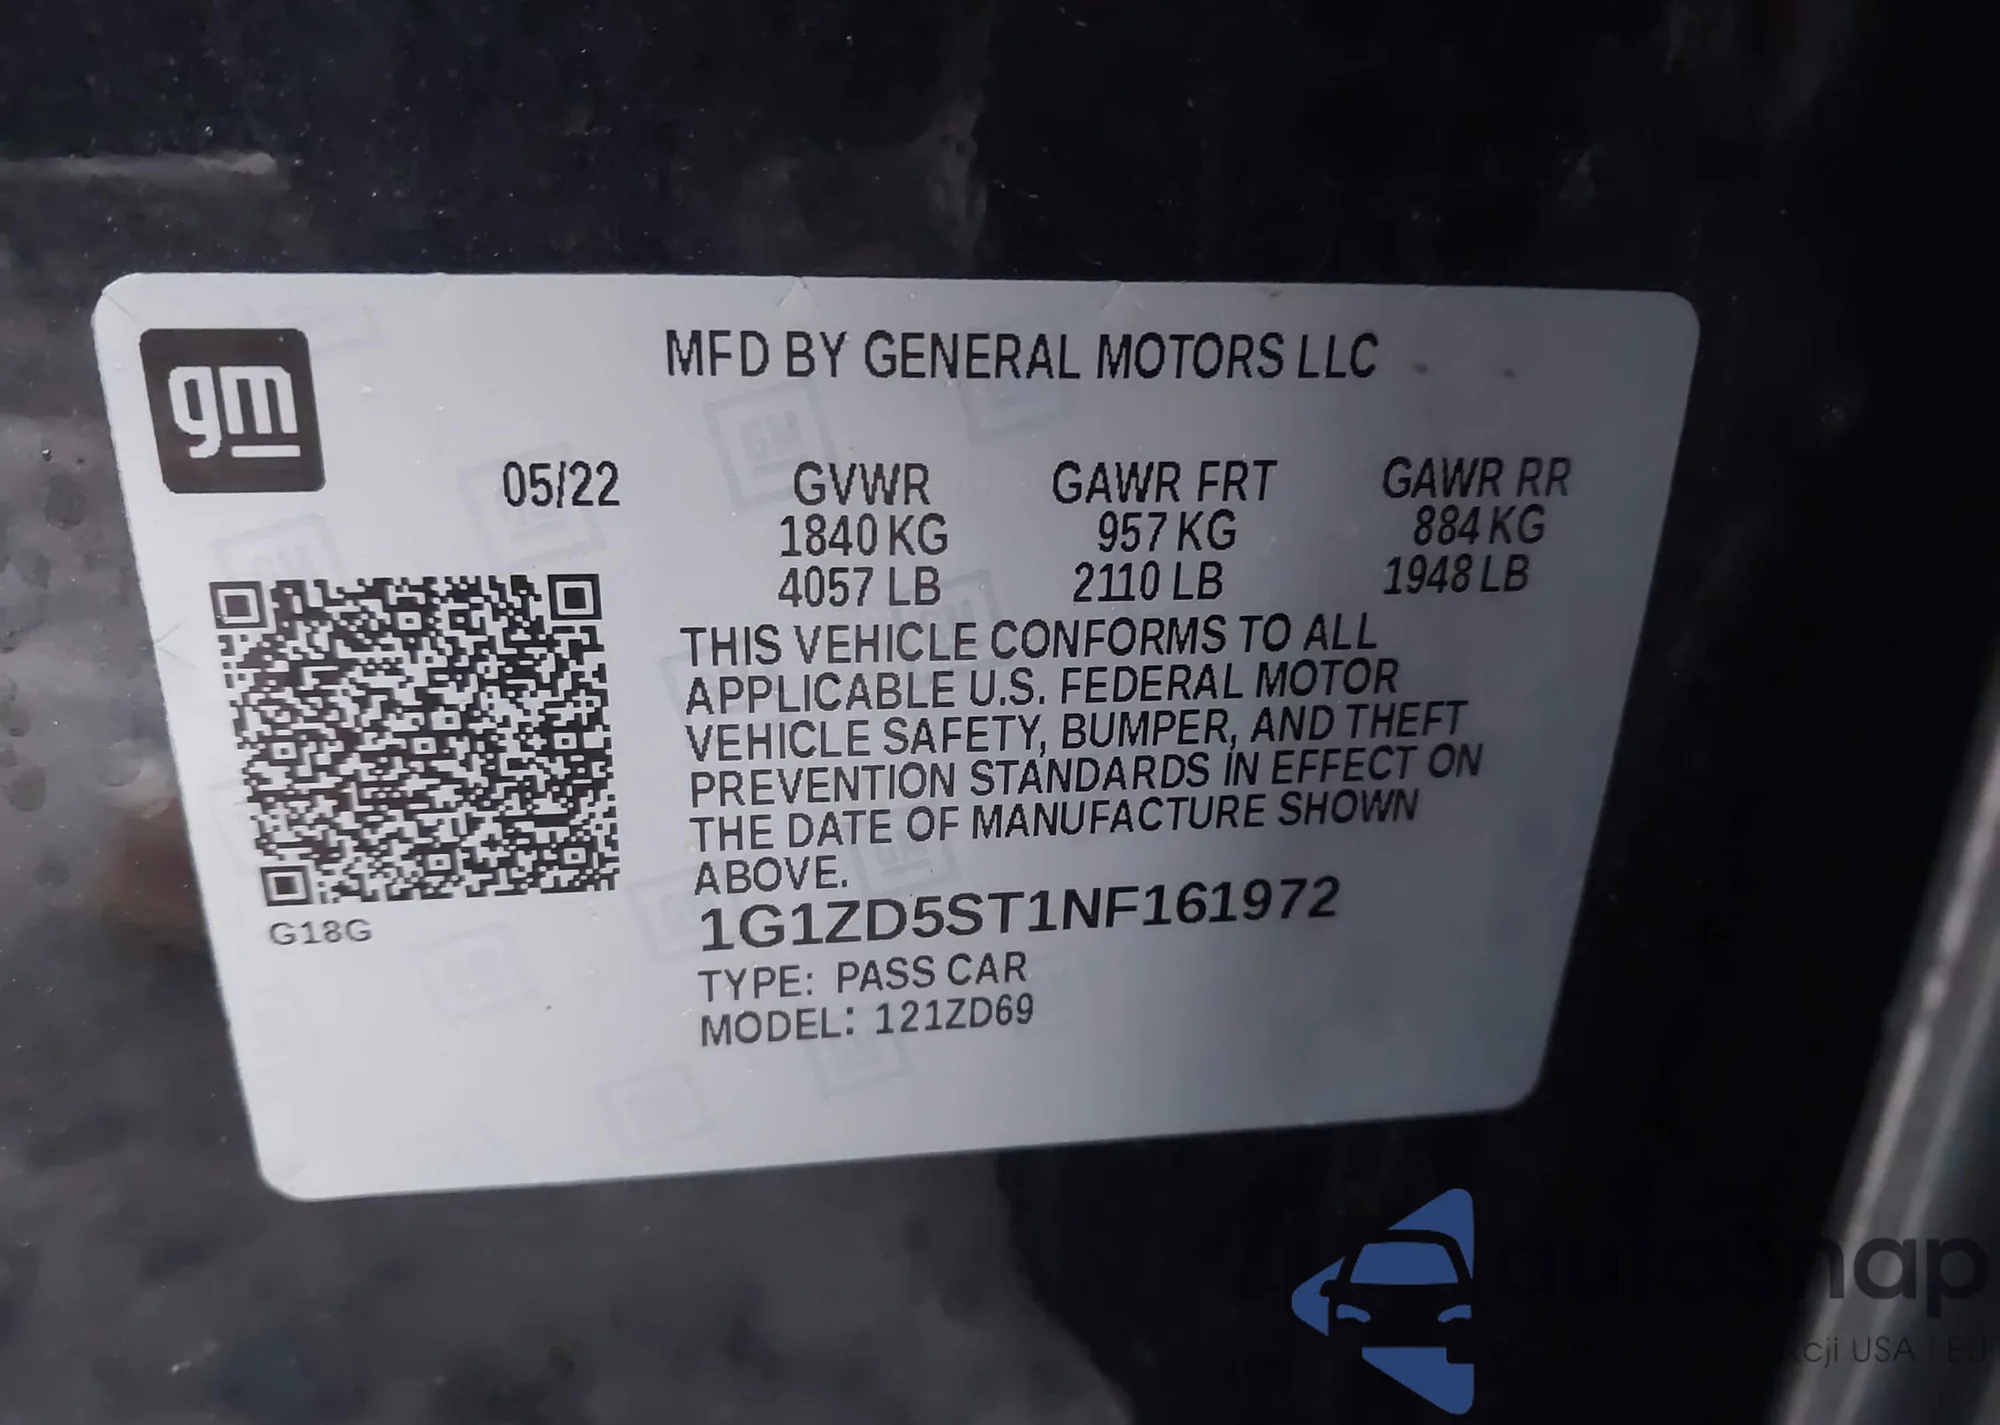 gm
MFD BY GENERAL MOTORS LLC
05/22 GVWR GAWR FRT GAWR RR
1840 KG 957 KG 884 KG
4057 LB 2110 LB 1948 LB
THIS VEHICLE CONFORMS TO ALL
APPLICABLE U.S. FEDERAL MOTOR
VEHICLE SAFETY, BUMPER, AND THEFT
PREVENTION STANDARDS IN EFFECT ON
THE DATE OF MANUFACTURE SHOWN
ABOVE.
1G1ZD5ST1NF161972
TYPE: PASS CAR
MODEL: 121ZD69
G18G
USA i EU